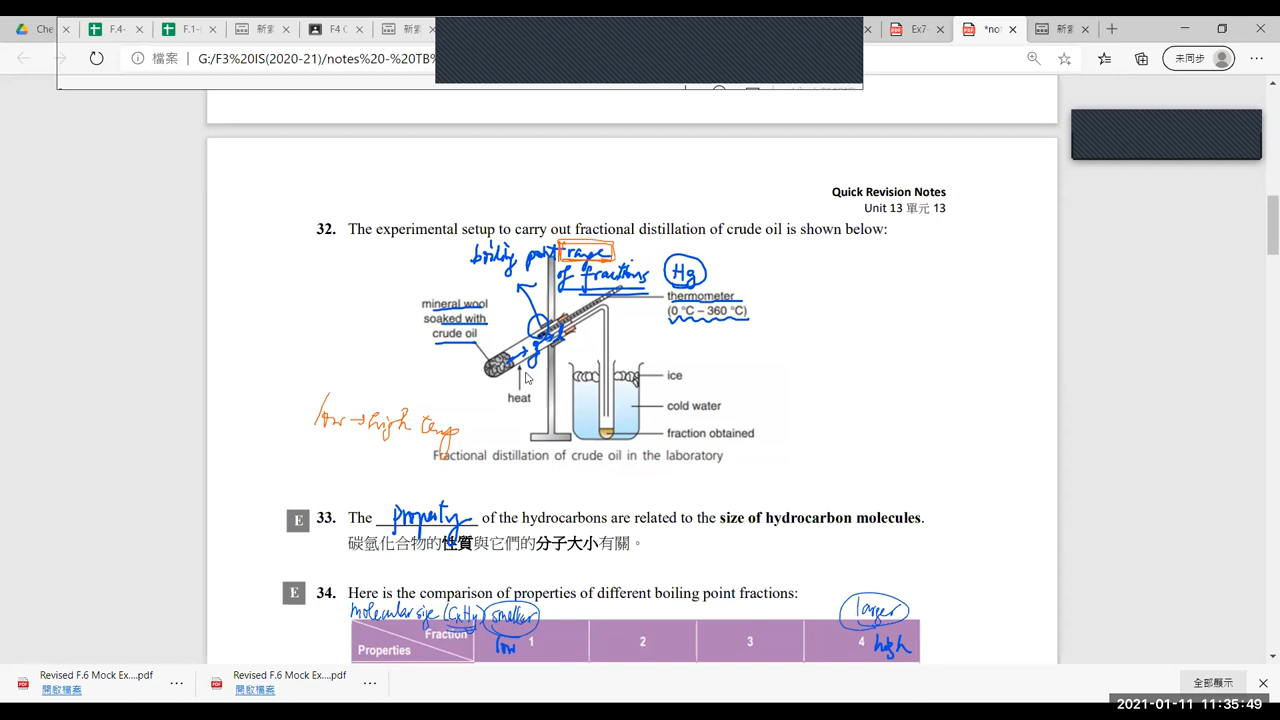 Che
F.4-
F.1-
新紫
F4 C
新紫
Ex7-
*not
新紫
檔案
G:/F3%20IS(2020-21)/notes%20-%20TB%
未同步
Quick Revision Notes
Unit 13 單元 13
32. The experimental setup to carry out fractional distillation of crude oil is shown below:
boiling point range
of fractions
Hg
mineral wool
soaked with
crude oil
thermometer
(0 °C – 360 °C)
heat
ice
cold water
fraction obtained
low → high temp
Fractional distillation of crude oil in the laboratory
E 33. The property of the hydrocarbons are related to the size of hydrocarbon molecules.
碳氫化合物的性質與它們的分子大小有關。
E 34. Here is the comparison of properties of different boiling point fractions:
molecular size (CxHy) smaller larger
Fraction
Properties
1 2 3 4
low high
Revised F.6 Mock Ex....pdf
開啟檔案
Revised F.6 Mock Ex....pdf
開啟檔案
全部顯示
2021-01-11 11:35:49